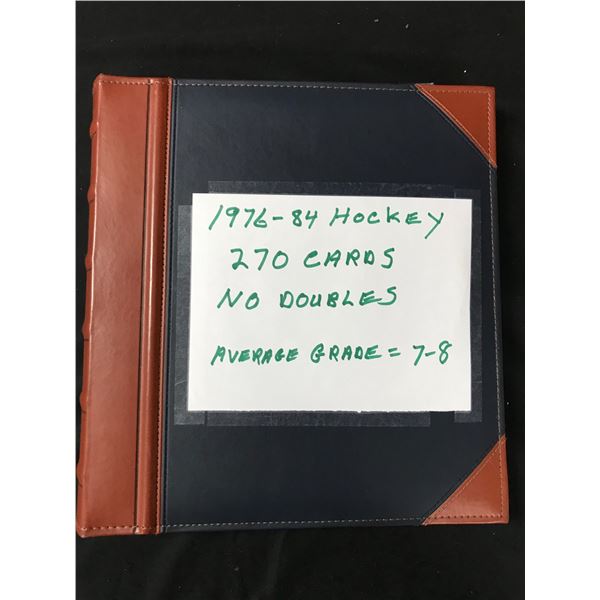 1976-84 HOCKEY
270 CARDS
NO DOUBLES
AVERAGE GRADE = 7-8